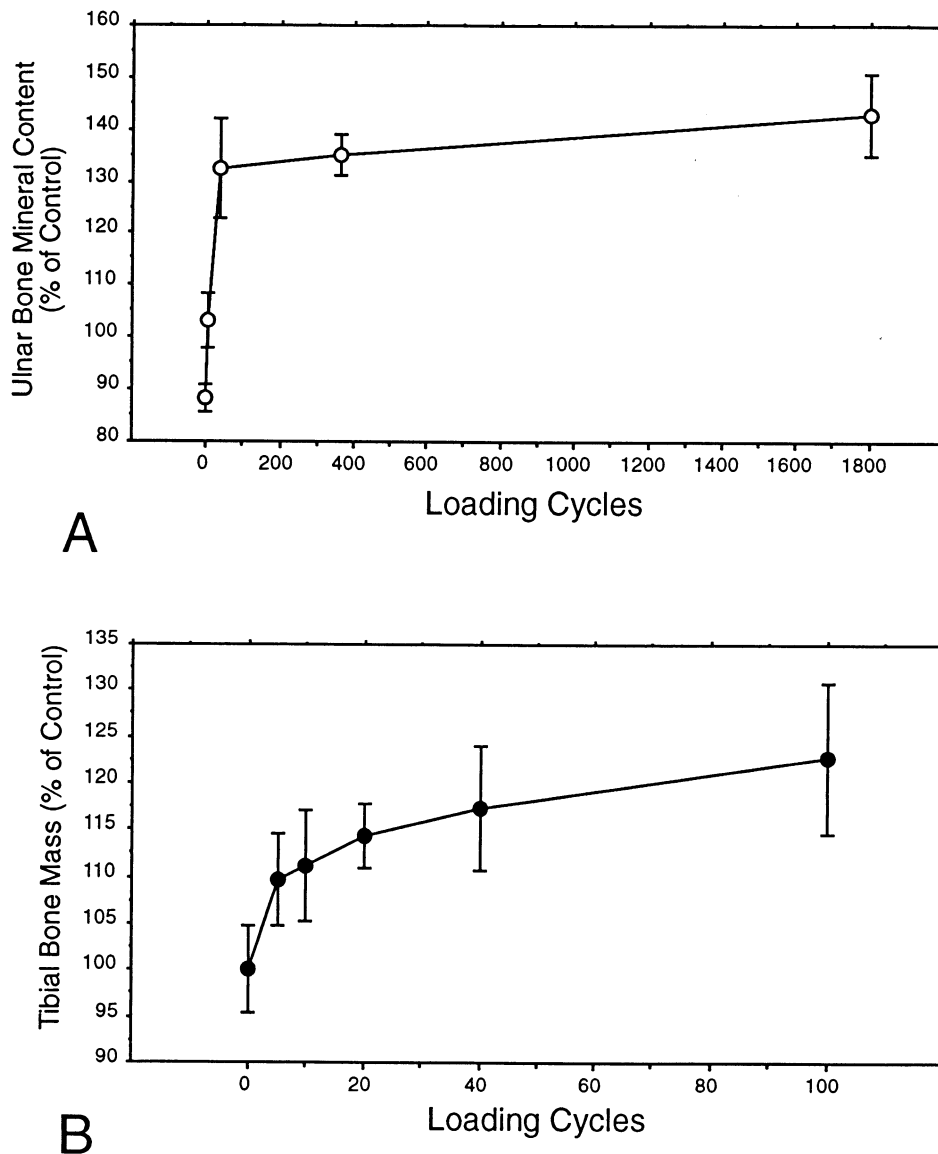 160
150
140
130
120
110
100
90
80
Ulnar Bone Mineral Content
(% of Control)
0 200 400 600 800 1000 1200 1400 1600 1800
Loading Cycles
A
135
130
125
120
115
110
105
100
95
90
Tibial Bone Mass (% of Control)
0 20 40 60 80 100
Loading Cycles
B